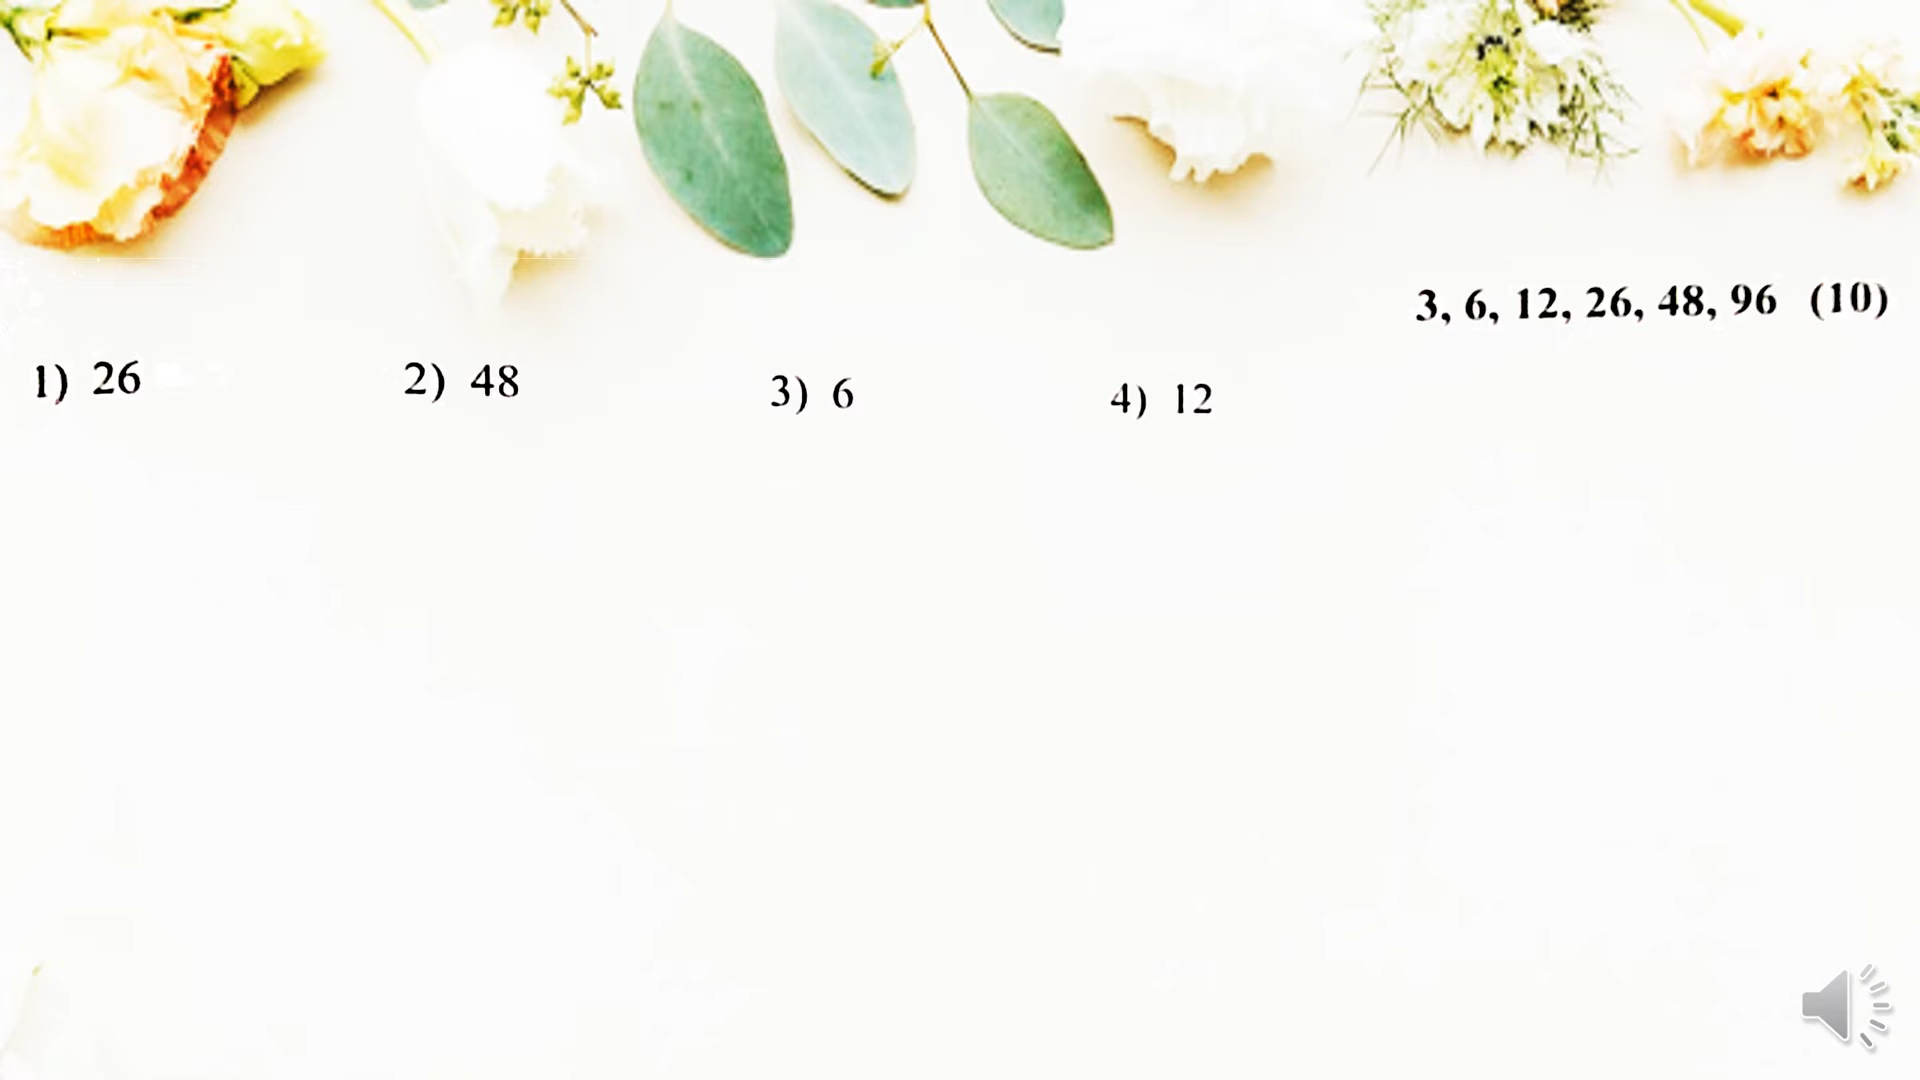 3, 6, 12, 26, 48, 96 (10)
1) 26 2) 48 3) 6 4) 12